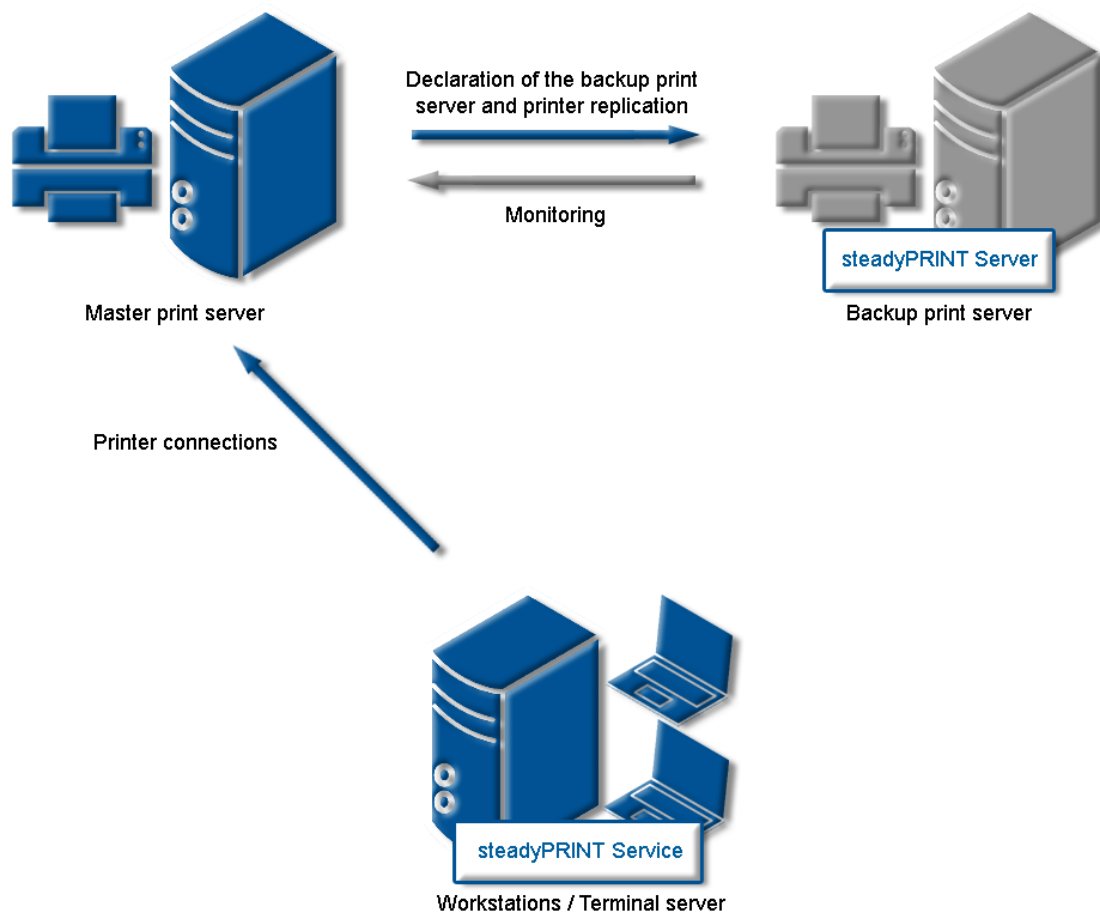 Declaration of the backup print
server and printer replication
Monitoring
steadyPRINT Server
Master print server
Backup print server
Printer connections
steadyPRINT Service
Workstations / Terminal server